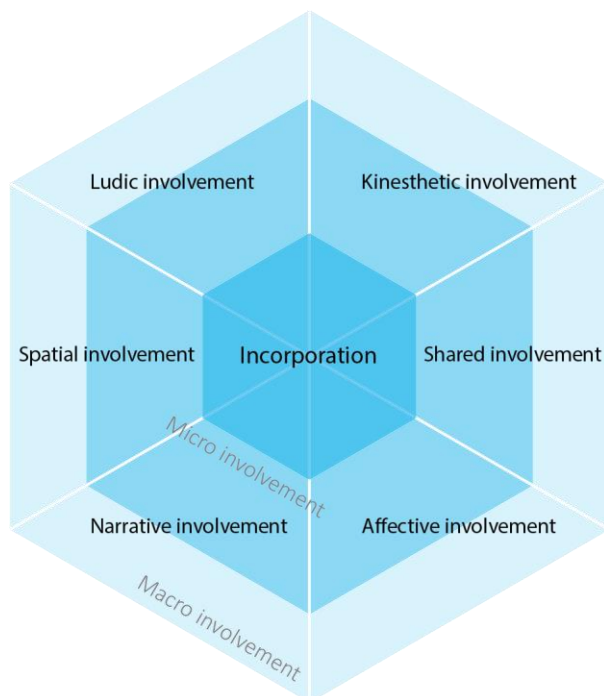 Ludic involvement
Kinesthetic involvement
Spatial involvement
Incorporation
Shared involvement
Micro involvement
Narrative involvement
Affective involvement
Macro involvement